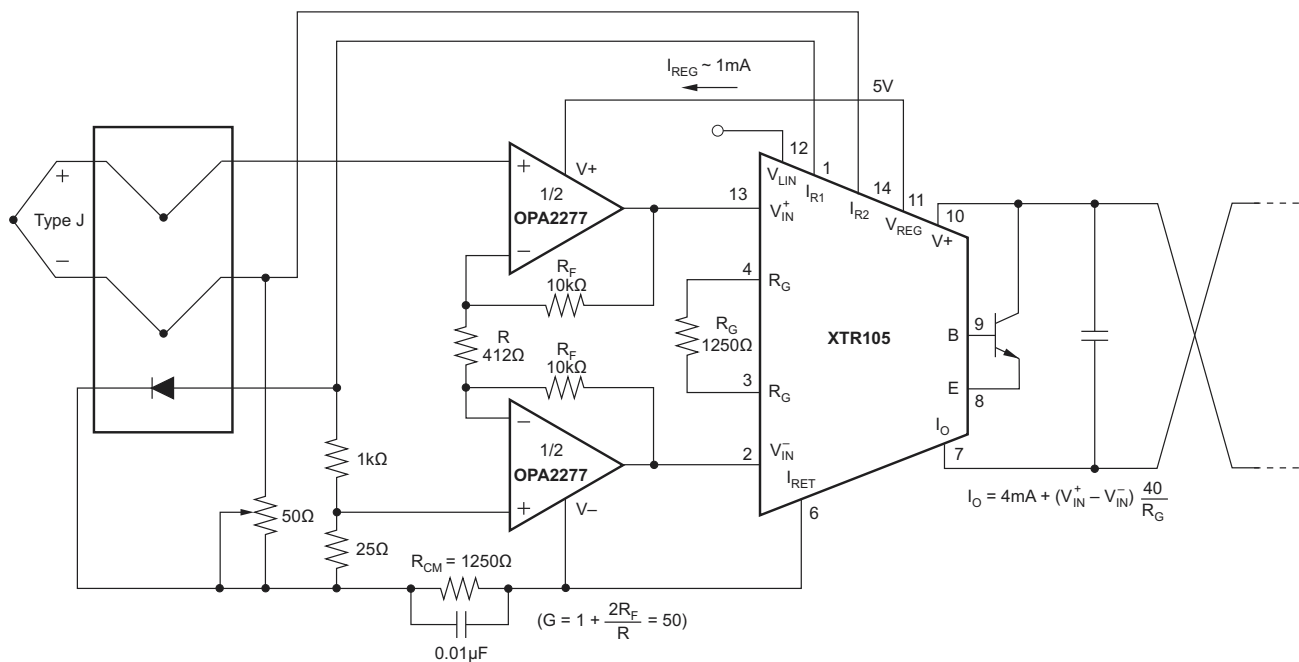 I_REG ~ 1mA
5V
+
Type J
−
+
V+
1/2
OPA2277
−
12
V_LIN
1
I_R1
14
I_R2
11
V_REG
10
V+
13
V_IN^+
R_F
10kΩ
R
412Ω
R_F
10kΩ
4
R_G
R_G
1250Ω
3
R_G
XTR105
B
9
E
8
I_O
7
−
1/2
OPA2277
+
V−
2
V_IN^−
I_RET
6
1kΩ
50Ω
25Ω
R_CM = 1250Ω
0.01µF
(G = 1 + 2R_F/R = 50)
I_O = 4mA + (V_IN^+ − V_IN^−) 40/R_G